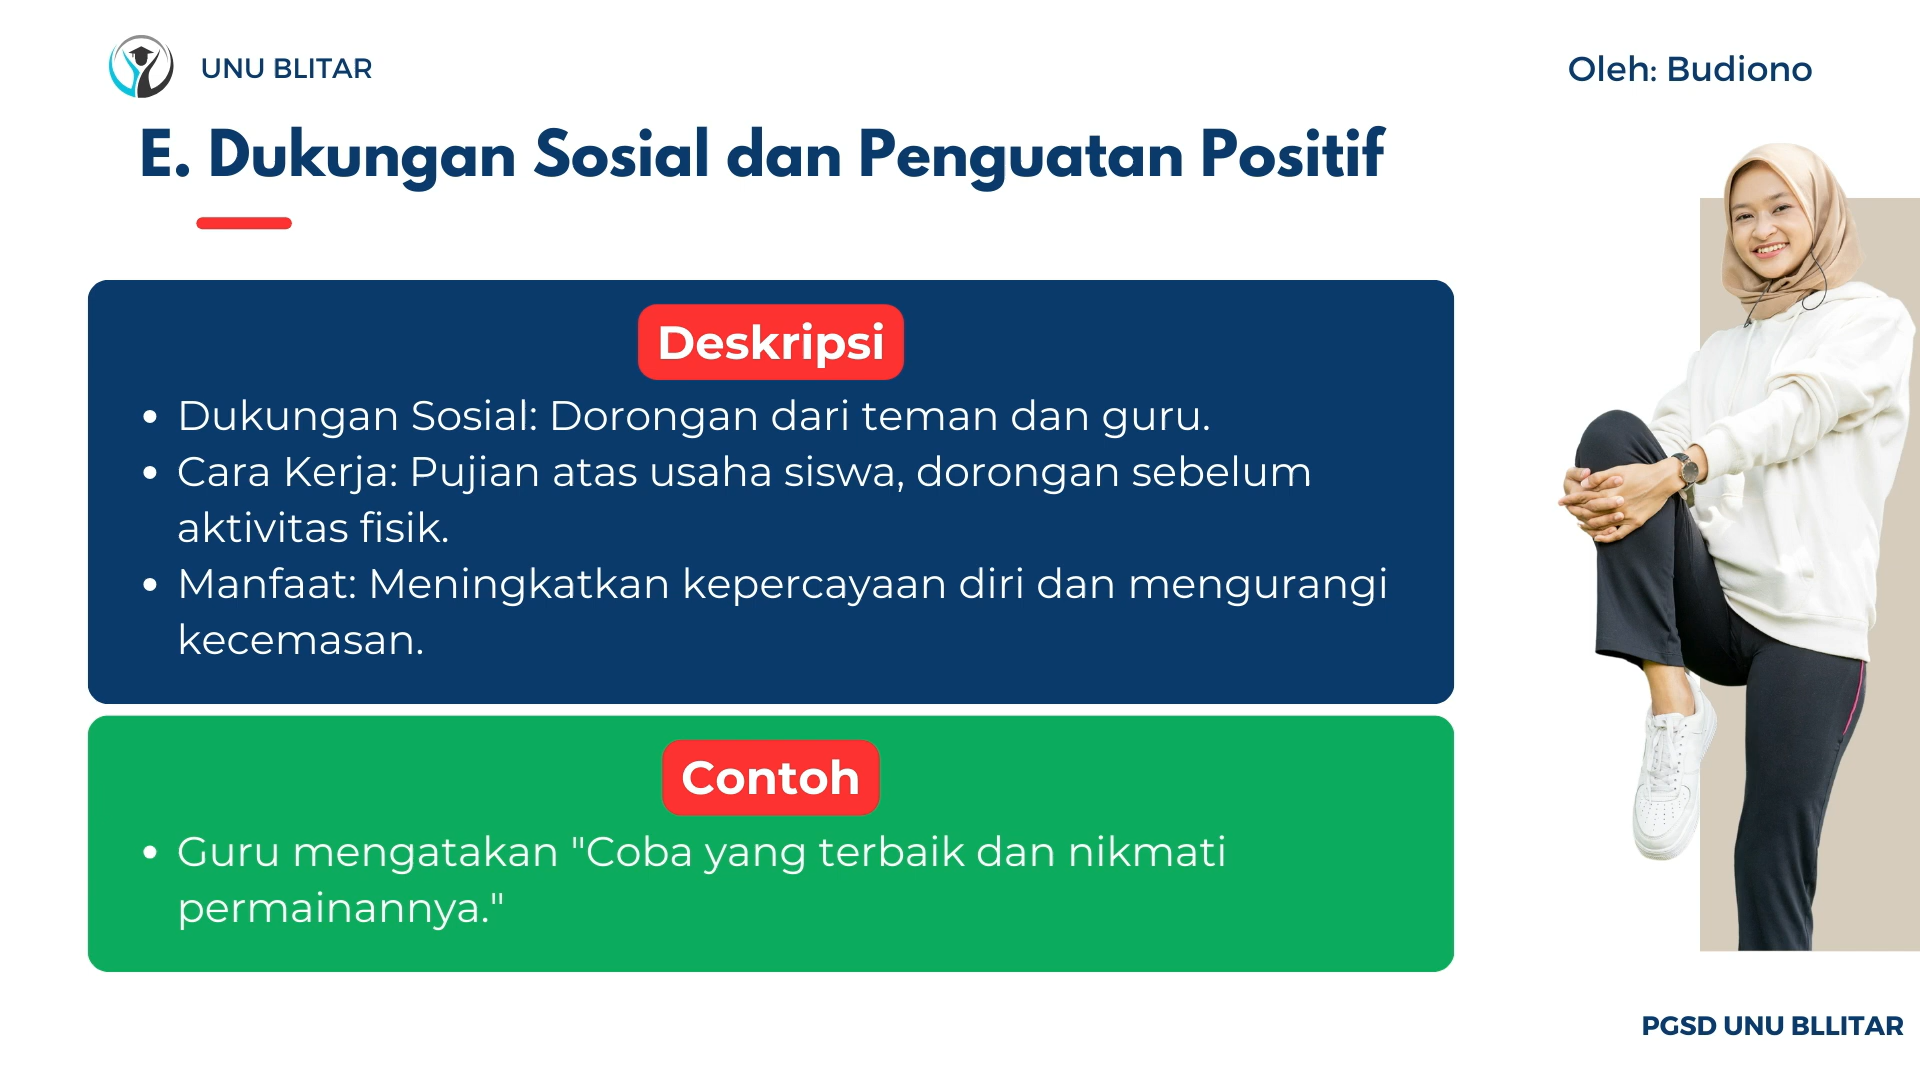 UNU BLITAR
Oleh: Budiono
E. Dukungan Sosial dan Penguatan Positif
Deskripsi
• Dukungan Sosial: Dorongan dari teman dan guru.
• Cara Kerja: Pujian atas usaha siswa, dorongan sebelum
aktivitas fisik.
• Manfaat: Meningkatkan kepercayaan diri dan mengurangi
kecemasan.
Contoh
• Guru mengatakan "Coba yang terbaik dan nikmati
permainannya."
PGSD UNU BLLITAR